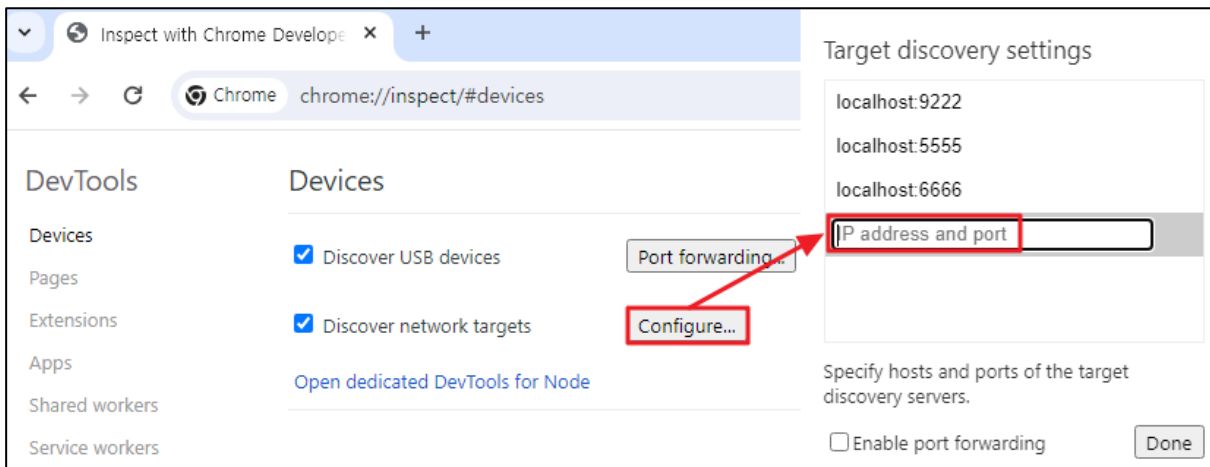 Inspect with Chrome Develope
Chrome
chrome://inspect/#devices
DevTools
Devices
Pages
Extensions
Apps
Shared workers
Service workers
Devices
Discover USB devices
Port forwarding...
Discover network targets
Configure...
Open dedicated DevTools for Node
Target discovery settings
localhost:9222
localhost:5555
localhost:6666
IP address and port
Specify hosts and ports of the target
discovery servers.
Enable port forwarding
Done